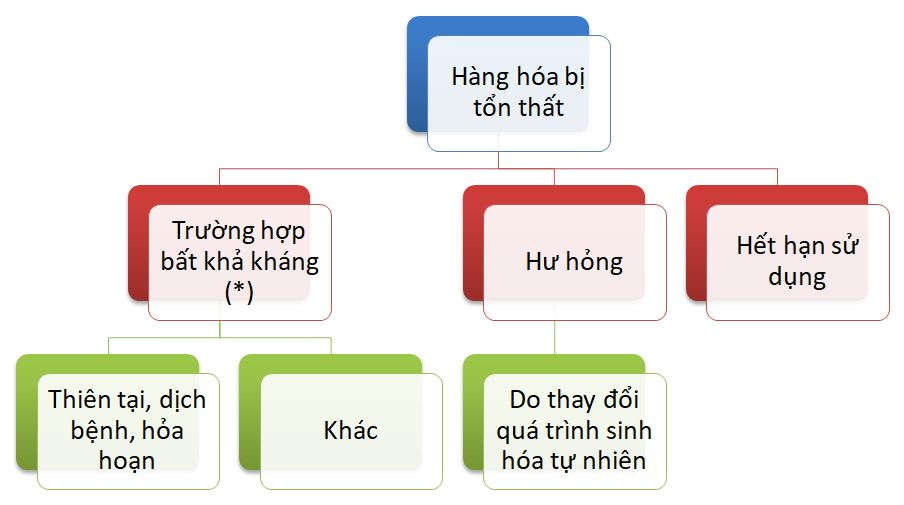 Hàng hóa bị
tổn thất
Trường hợp
bất khả kháng
(*)
Hư hỏng
Hết hạn sử
dụng
Thiên tại, dịch
bệnh, hỏa
hoạn
Khác
Do thay đổi
quá trình sinh
hóa tự nhiên